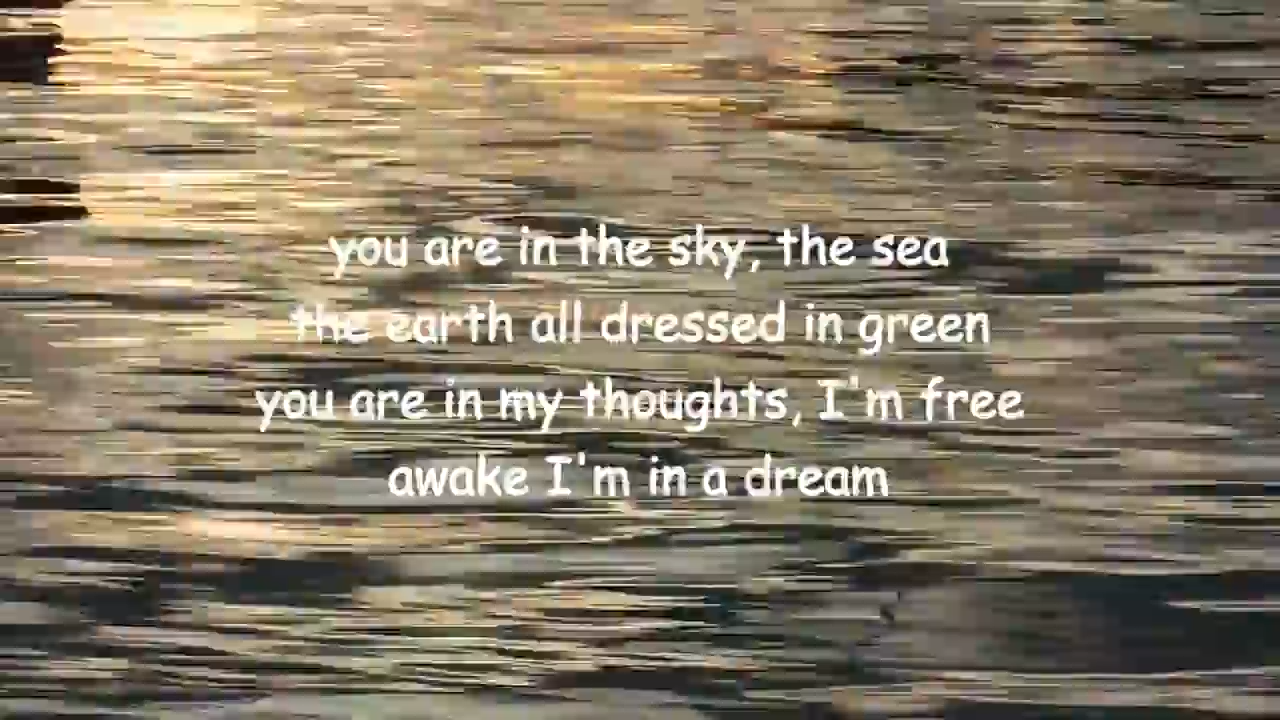 you are in the sky, the sea
the earth all dressed in green
you are in my thoughts, I'm free
awake I'm in a dream